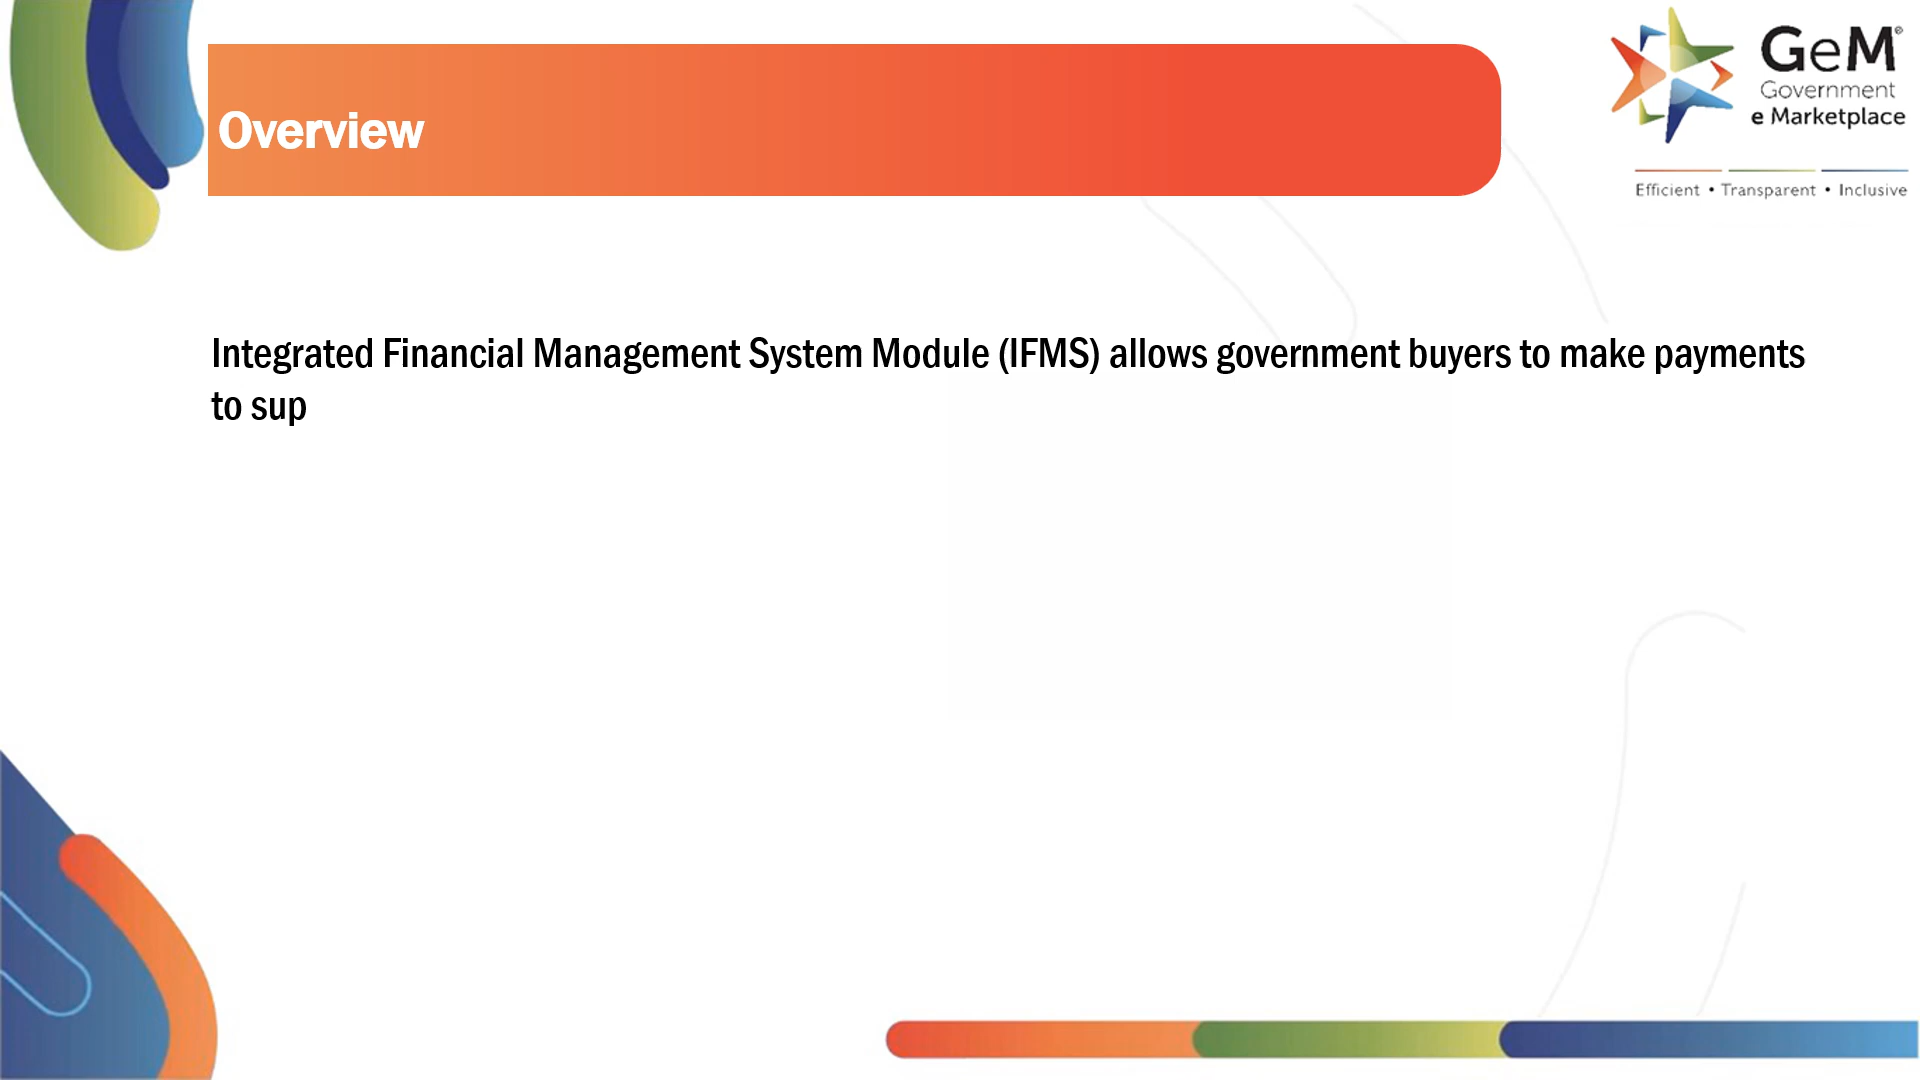 Overview
GeM®
Government
e Marketplace
Efficient • Transparent • Inclusive
Integrated Financial Management System Module (IFMS) allows government buyers to make payments
to sup